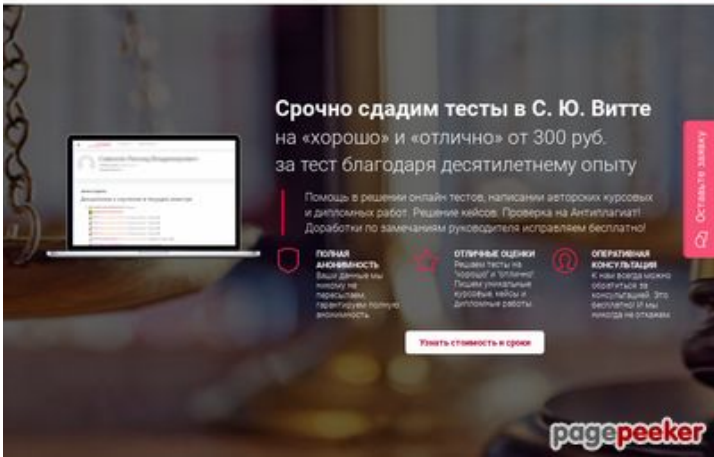 Срочно сдадим тесты в С. Ю. Витте
на «хорошо» и «отлично» от 300 руб.
за тест благодаря десятилетнему опыту
Помощь в решении онлайн тестов, написании авторских курсовых
и дипломных работ. Решение кейсов. Проверка на Антиплагиат!
Доработки по замечаниям руководителя исправляем бесплатно!
ПОЛНАЯ
АНОНИМНОСТЬ
Ваши данные мы
никому не
пересылаем,
гарантируем полную
анонимность.
ОТЛИЧНЫЕ ОЦЕНКИ
Решаем тесты на
"хорошо" и "отлично"!
Пишем уникальные
курсовые, кейсы и
дипломные работы.
ОПЕРАТИВНАЯ
КОНСУЛЬТАЦИЯ
К нам всегда можно
обратиться за
консультацией. Это
бесплатно! И мы
никогда не откажем.
Узнать стоимость и сроки
Оставьте заявку
pagepeeker